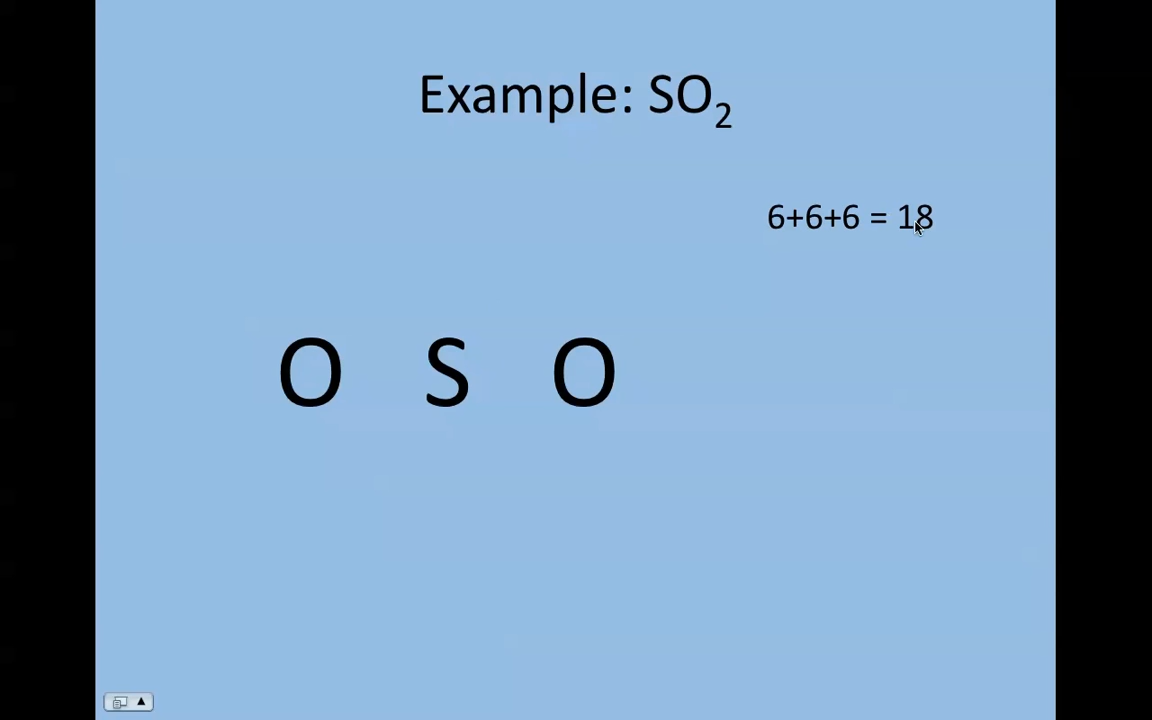 Example: SO₂
6+6+6 = 18
O S O